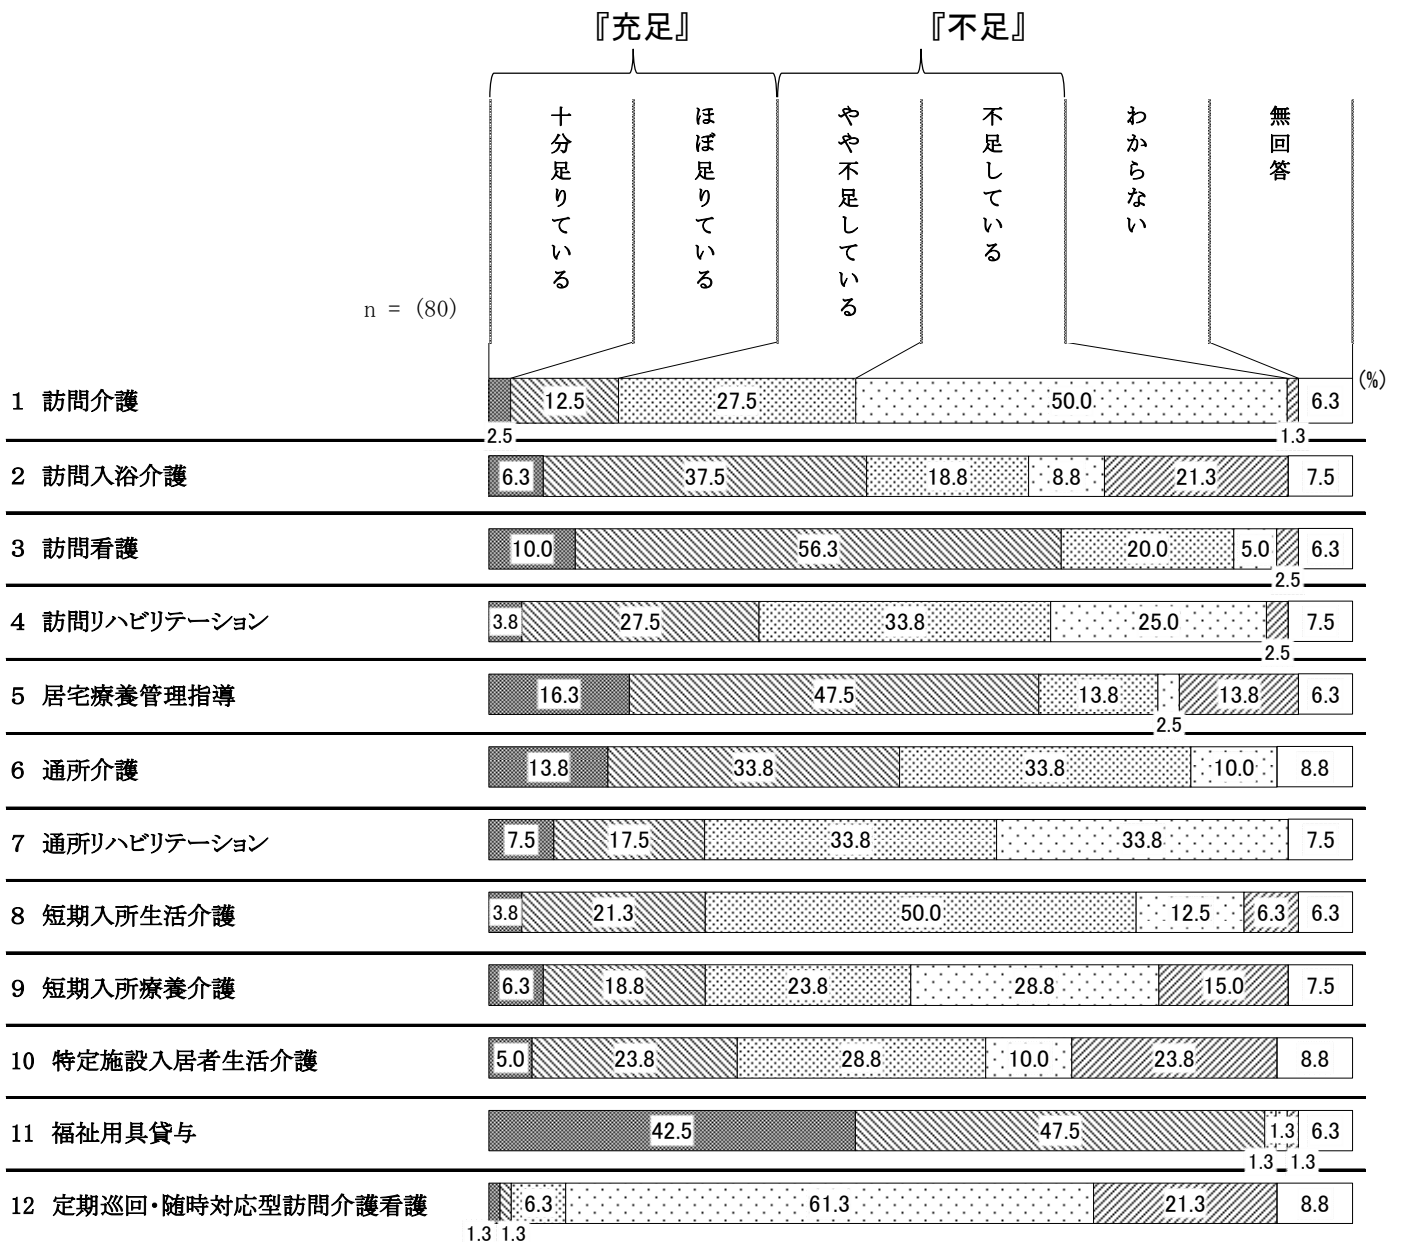 『充足』 『不足』
十分足りている
ほぼ足りている
やや不足している
不足している
わからない
無回答
n = (80)
(%)
1 訪問介護 12.5 27.5 50.0 6.3
2.5 1.3
2 訪問入浴介護 6.3 37.5 18.8 8.8 21.3 7.5
3 訪問看護 10.0 56.3 20.0 5.0 6.3
2.5
4 訪問リハビリテーション 3.8 27.5 33.8 25.0 7.5
2.5
5 居宅療養管理指導 16.3 47.5 13.8 13.8 6.3
2.5
6 通所介護 13.8 33.8 33.8 10.0 8.8
7 通所リハビリテーション 7.5 17.5 33.8 33.8 7.5
8 短期入所生活介護 3.8 21.3 50.0 12.5 6.3 6.3
9 短期入所療養介護 6.3 18.8 23.8 28.8 15.0 7.5
10 特定施設入居者生活介護 5.0 23.8 28.8 10.0 23.8 8.8
11 福祉用具貸与 42.5 47.5 1.3 6.3
1.3 1.3
12 定期巡回・随時対応型訪問介護看護 6.3 61.3 21.3 8.8
1.3 1.3